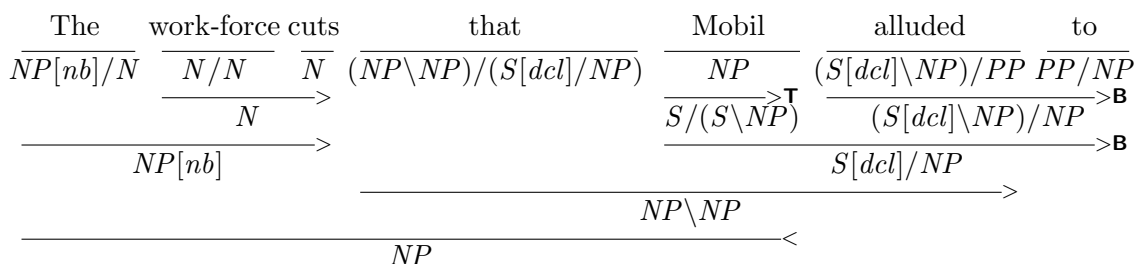 The work-force cuts that Mobil alluded to
NP[nb]/N N/N N (NP\NP)/(S[dcl]/NP) NP (S[dcl]\NP)/PP PP/NP
> >T >B
N S/(S\NP) (S[dcl]\NP)/NP
> >B
NP[nb] S[dcl]/NP
>
NP\NP
<
NP